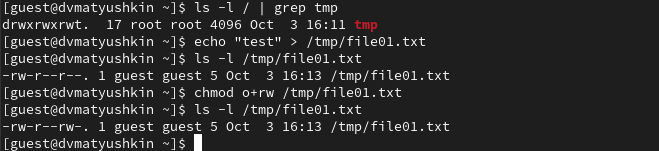 [guest@dvmatyushkin ~]$ ls -l / | grep tmp
drwxrwxrwt.  17 root root 4096 Oct  3 16:11 tmp
[guest@dvmatyushkin ~]$ echo "test" > /tmp/file01.txt
[guest@dvmatyushkin ~]$ ls -l /tmp/file01.txt
-rw-r--r--. 1 guest guest 5 Oct  3 16:13 /tmp/file01.txt
[guest@dvmatyushkin ~]$ chmod o+rw /tmp/file01.txt
[guest@dvmatyushkin ~]$ ls -l /tmp/file01.txt
-rw-r--rw-. 1 guest guest 5 Oct  3 16:13 /tmp/file01.txt
[guest@dvmatyushkin ~]$